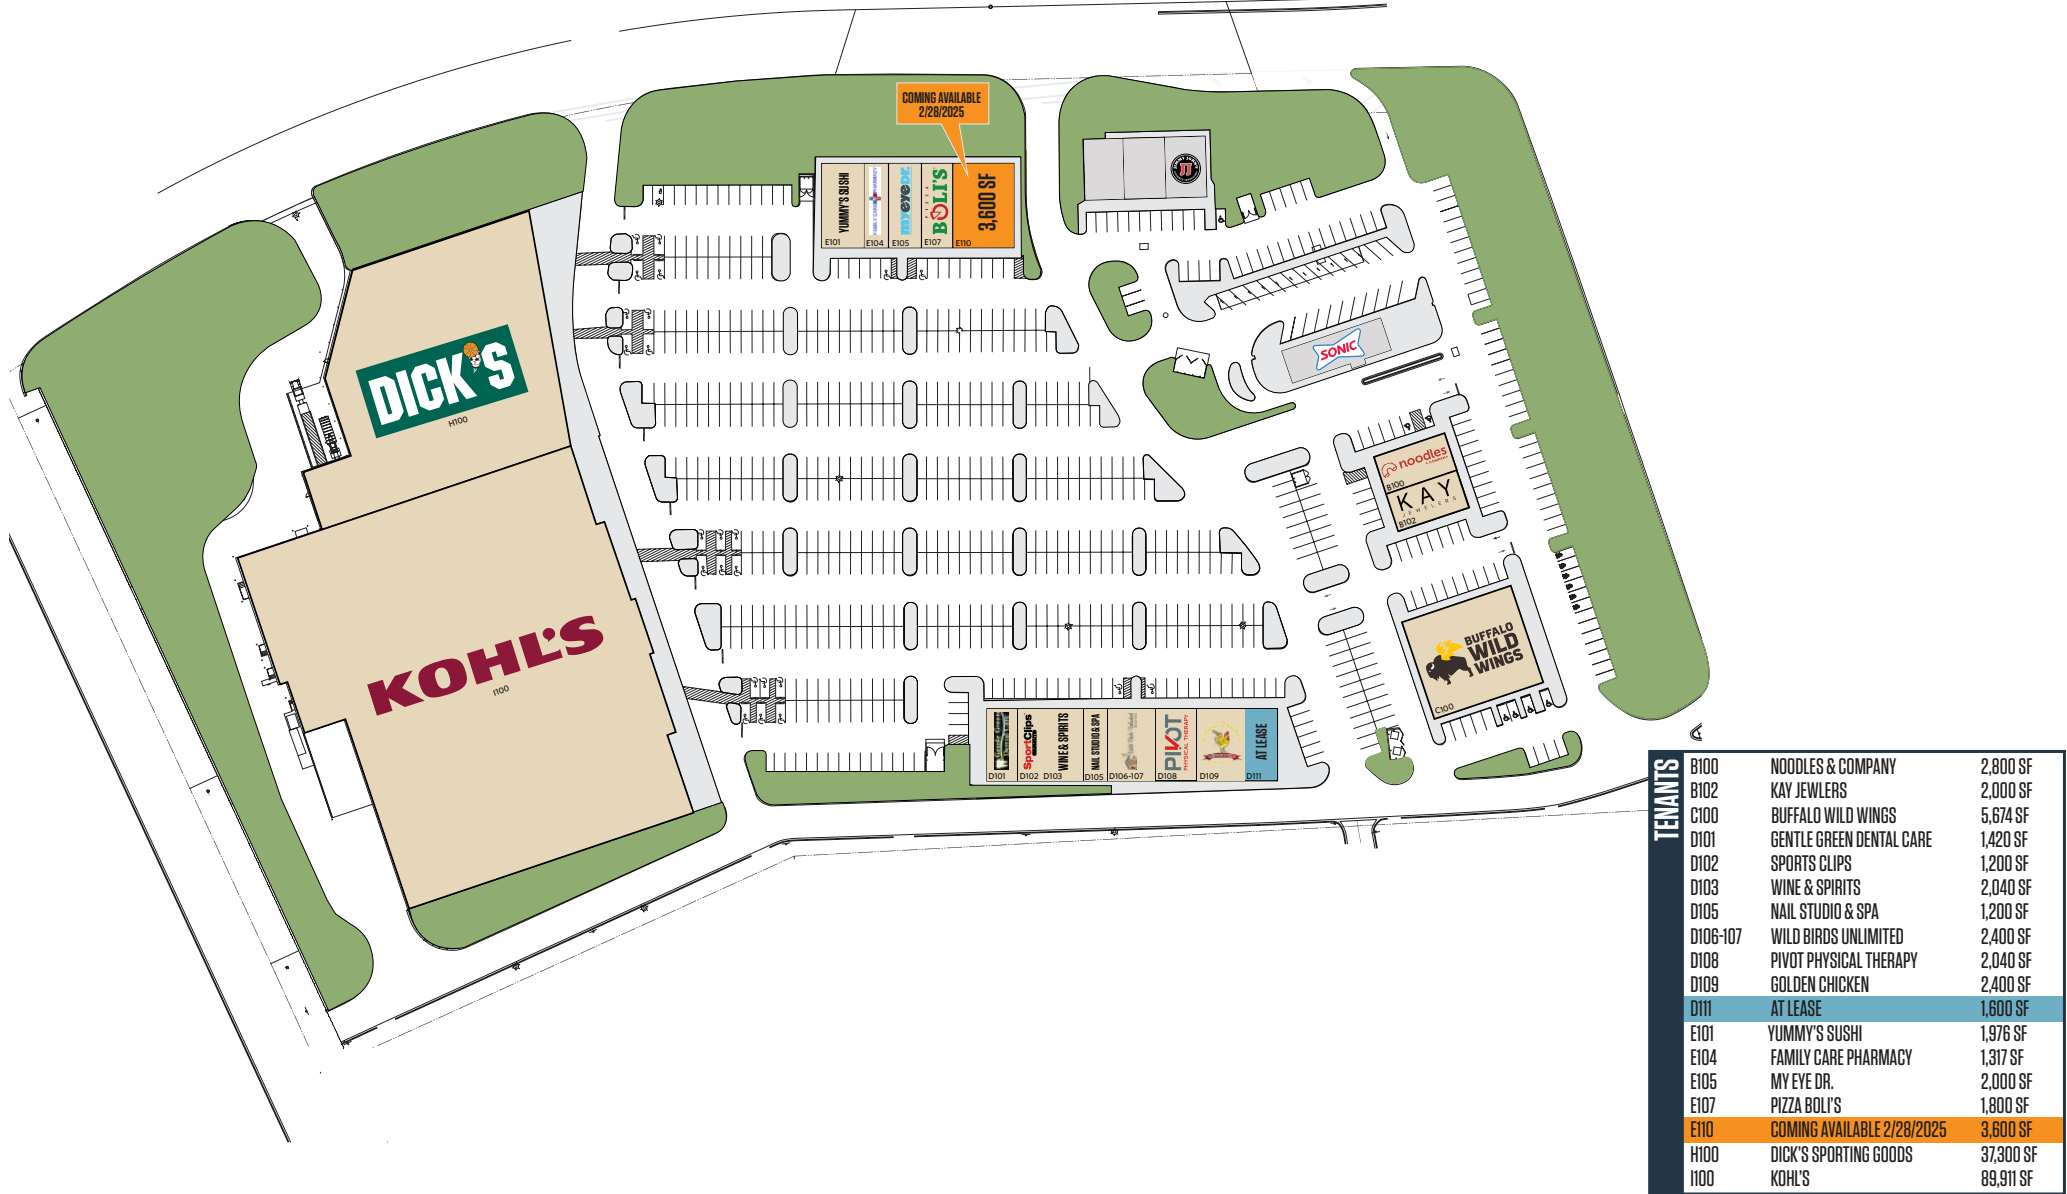 COMING AVAILABLE
2/28/2025
YUMMY'S SUSHI
E101
E104
myeyeDr.
E105
PIZZA
BOLI'S
E107
3,600 SF
E110
JJ
DICK'S
H100
SONIC
noodles
& COMPANY
B100
KAY
JEWELERS
B102
KOHL'S
I100
BUFFALO
WILD
WINGS
C100
D101
SportClips
D102
WINE & SPIRITS
D103
NAIL STUDIO & SPA
D105
D106-107
PIVOT
PHYSICAL THERAPY
D108
D109
AT LEASE
D111
TENANTS
B100 NOODLES & COMPANY 2,800 SF
B102 KAY JEWLERS 2,000 SF
C100 BUFFALO WILD WINGS 5,674 SF
D101 GENTLE GREEN DENTAL CARE 1,420 SF
D102 SPORTS CLIPS 1,200 SF
D103 WINE & SPIRITS 2,040 SF
D105 NAIL STUDIO & SPA 1,200 SF
D106-107 WILD BIRDS UNLIMITED 2,400 SF
D108 PIVOT PHYSICAL THERAPY 2,040 SF
D109 GOLDEN CHICKEN 2,400 SF
D111 AT LEASE 1,600 SF
E101 YUMMY'S SUSHI 1,976 SF
E104 FAMILY CARE PHARMACY 1,317 SF
E105 MY EYE DR. 2,000 SF
E107 PIZZA BOLI'S 1,800 SF
E110 COMING AVAILABLE 2/28/2025 3,600 SF
H100 DICK'S SPORTING GOODS 37,300 SF
I100 KOHL'S 89,911 SF